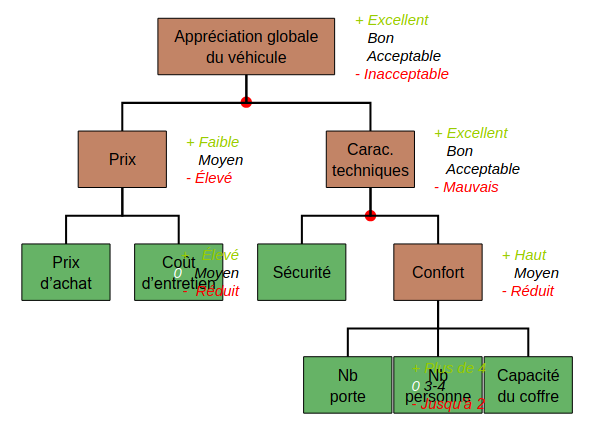 Appréciation globale
du véhicule
+ Excellent
Bon
Acceptable
- Inacceptable
Prix
+ Faible
Moyen
- Élevé
Carac.
techniques
+ Excellent
Bon
Acceptable
- Mauvais
Prix
d'achat
Coût
d'entretien
Élevé
0 Moyen
- Réduit
Sécurité
Confort
+ Haut
Moyen
- Réduit
Nb
porte
Nb
personne
+ Plus de 4
0 3-4
- Jusqu'à 2
Capacité
du coffre